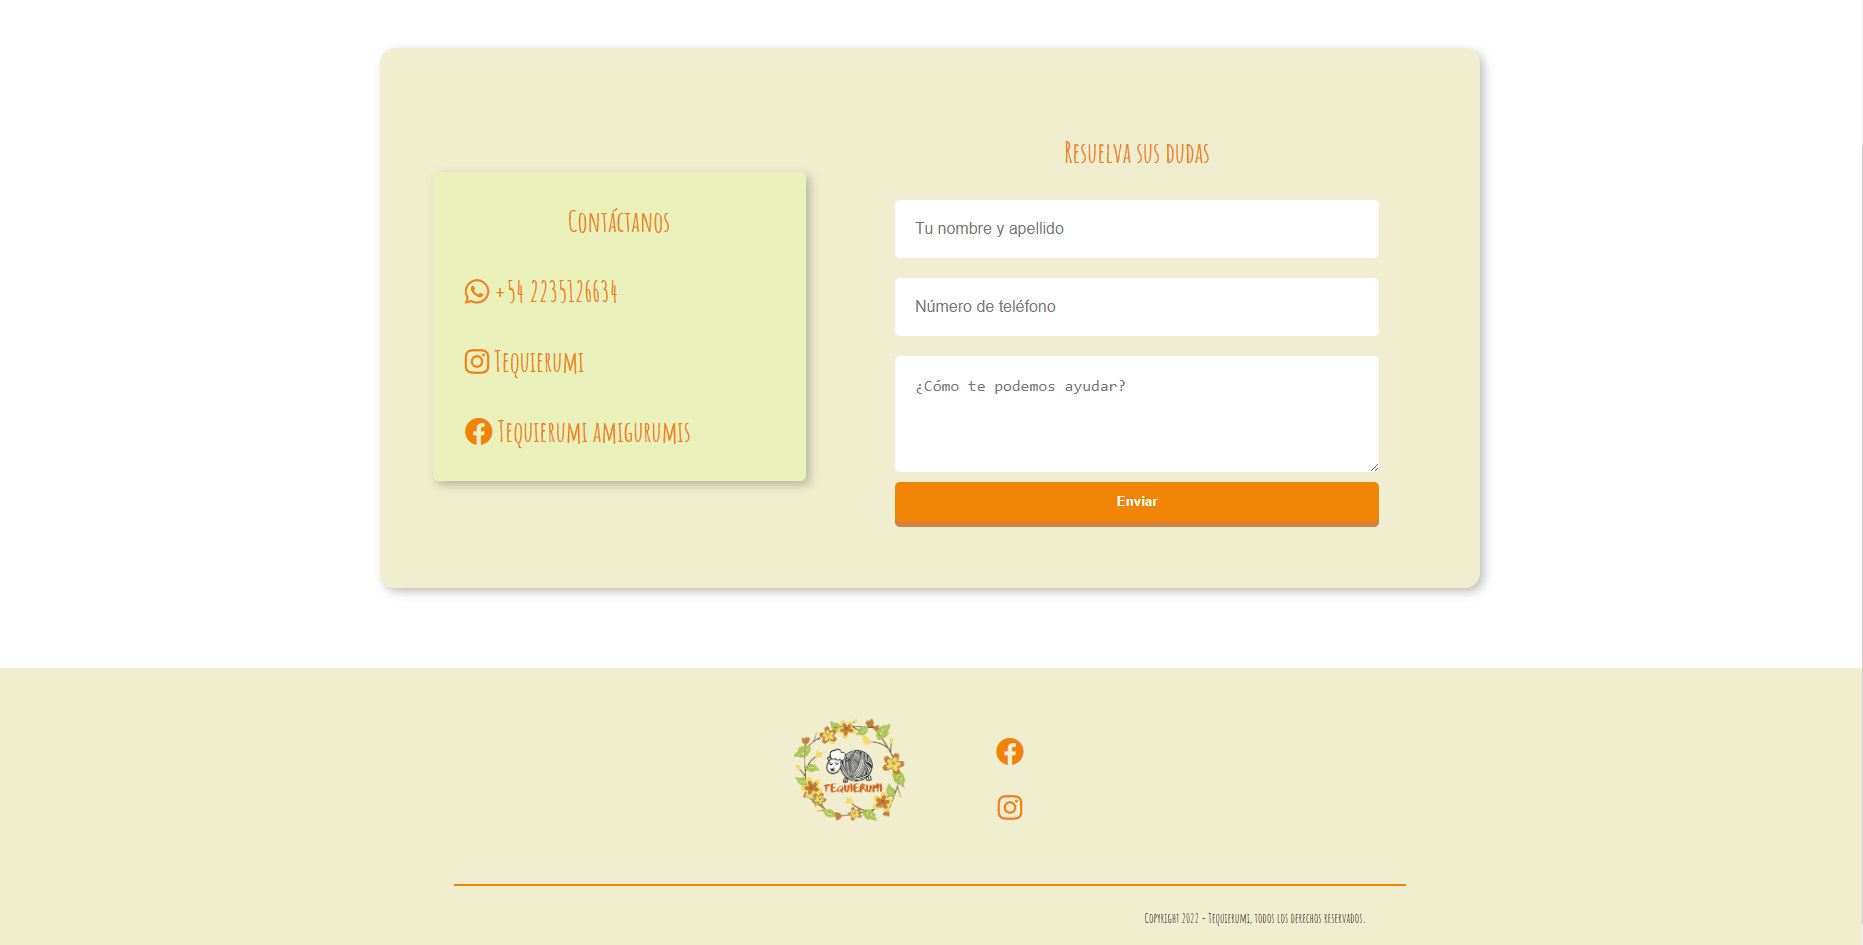 Contáctanos
+54 2235126634
Tequierumi
Tequierumi amigurumis
Resuelva sus dudas
Tu nombre y apellido
Número de teléfono
¿Cómo te podemos ayudar?
Enviar
TEQUIERUMI
Copyright 2022 - Tequierumi, todos los derechos reservados.